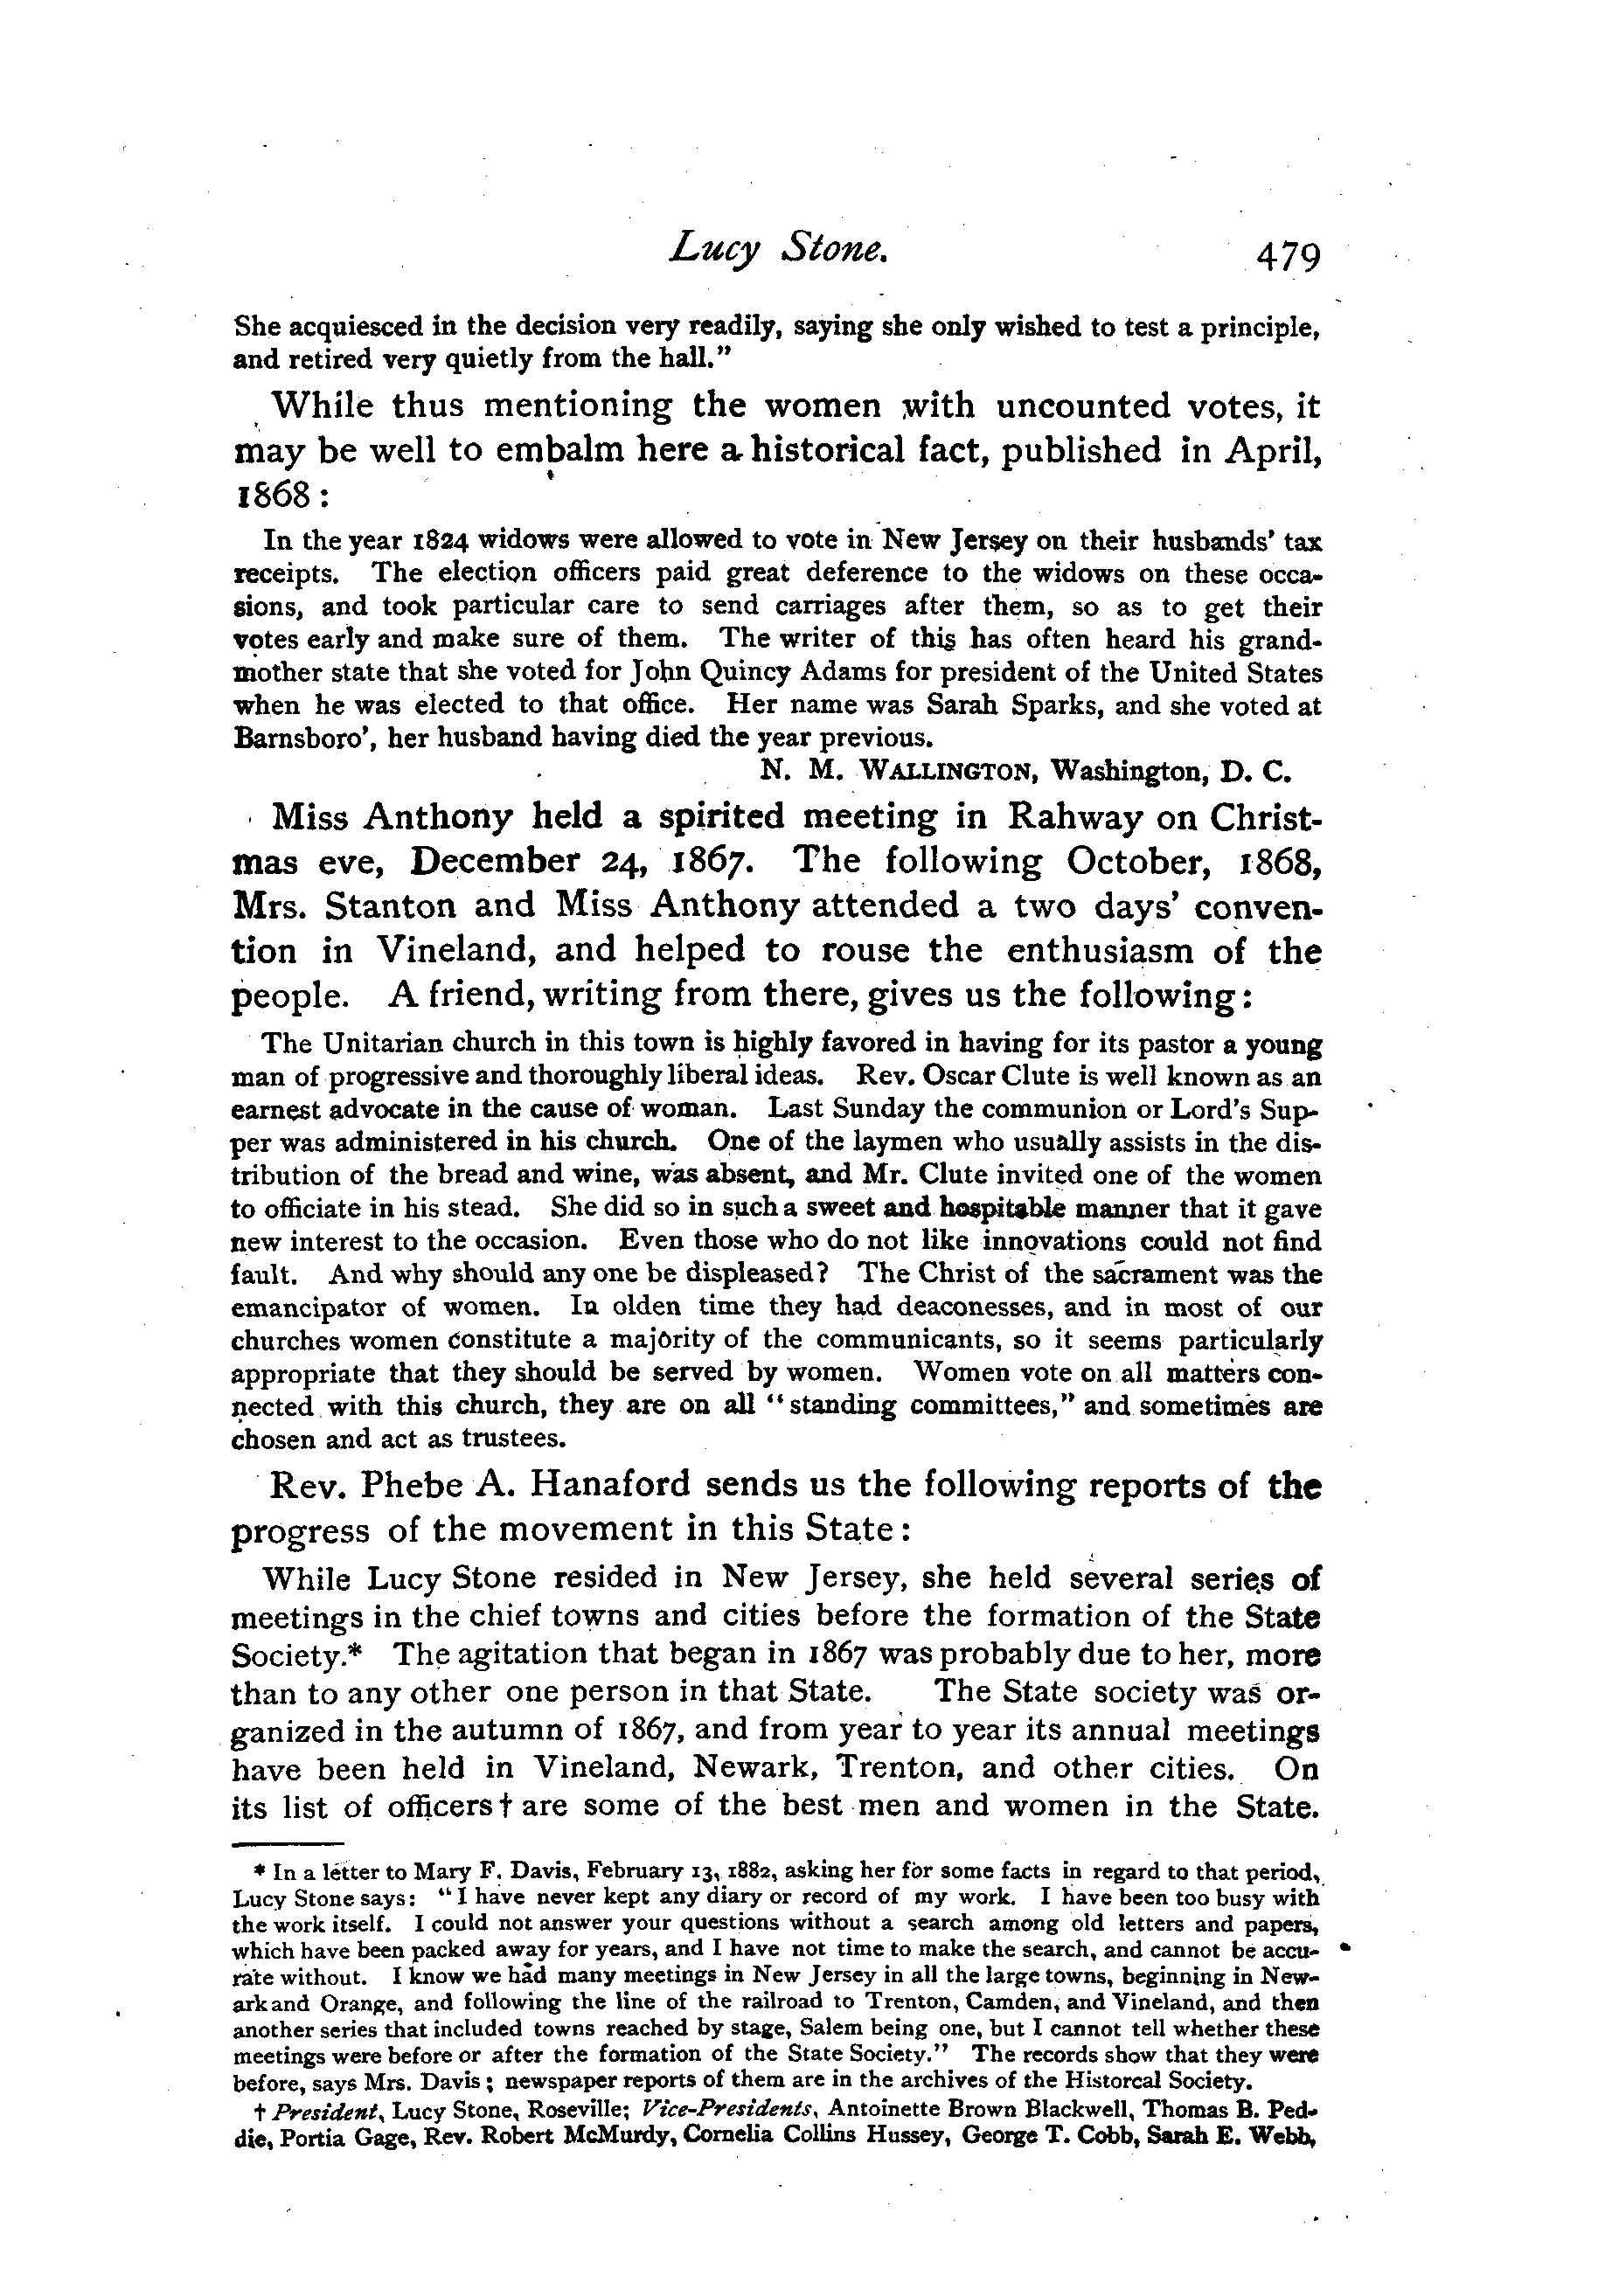 Lucy Stone. 479
She acquiesced in the decision very readily, saying she only wished to test a principle,
and retired very quietly from the hall."
While thus mentioning the women with uncounted votes, it
may be well to embalm here a historical fact, published in April,
1868:
In the year 1824 widows were allowed to vote in New Jersey on their husbands' tax
receipts. The election officers paid great deference to the widows on these occa-
sions, and took particular care to send carriages after them, so as to get their
votes early and make sure of them. The writer of this has often heard his grand-
mother state that she voted for John Quincy Adams for president of the United States
when he was elected to that office. Her name was Sarah Sparks, and she voted at
Barnsboro', her husband having died the year previous.
N. M. WALLINGTON, Washington, D. C.
Miss Anthony held a spirited meeting in Rahway on Christ-
mas eve, December 24, 1867. The following October, 1868,
Mrs. Stanton and Miss Anthony attended a two days' conven-
tion in Vineland, and helped to rouse the enthusiasm of the
people. A friend, writing from there, gives us the following:
The Unitarian church in this town is highly favored in having for its pastor a young
man of progressive and thoroughly liberal ideas. Rev. Oscar Clute is well known as an
earnest advocate in the cause of woman. Last Sunday the communion or Lord's Sup-
per was administered in his church. One of the laymen who usually assists in the dis-
tribution of the bread and wine, was absent, and Mr. Clute invited one of the women
to officiate in his stead. She did so in such a sweet and hospitable manner that it gave
new interest to the occasion. Even those who do not like innovations could not find
fault. And why should any one be displeased? The Christ of the sacrament was the
emancipator of women. In olden time they had deaconesses, and in most of our
churches women constitute a majority of the communicants, so it seems particularly
appropriate that they should be served by women. Women vote on all matters con-
nected with this church, they are on all "standing committees," and sometimes are
chosen and act as trustees.
Rev. Phebe A. Hanaford sends us the following reports of the
progress of the movement in this State:
While Lucy Stone resided in New Jersey, she held several series of
meetings in the chief towns and cities before the formation of the State
Society.* The agitation that began in 1867 was probably due to her, more
than to any other one person in that State. The State society was or-
ganized in the autumn of 1867, and from year to year its annual meetings
have been held in Vineland, Newark, Trenton, and other cities. On
its list of officers† are some of the best men and women in the State.
* In a letter to Mary F. Davis, February 13, 1882, asking her for some facts in regard to that period,
Lucy Stone says: "I have never kept any diary or record of my work. I have been too busy with
the work itself. I could not answer your questions without a search among old letters and papers,
which have been packed away for years, and I have not time to make the search, and cannot be accu-
rate without. I know we had many meetings in New Jersey in all the large towns, beginning in New-
ark and Orange, and following the line of the railroad to Trenton, Camden, and Vineland, and then
another series that included towns reached by stage, Salem being one, but I cannot tell whether these
meetings were before or after the formation of the State Society." The records show that they were
before, says Mrs. Davis; newspaper reports of them are in the archives of the Historcal Society.
† President, Lucy Stone, Roseville; Vice-Presidents, Antoinette Brown Blackwell, Thomas B. Ped-
die, Portia Gage, Rev. Robert McMurdy, Cornelia Collins Hussey, George T. Cobb, Sarah E. Webb,